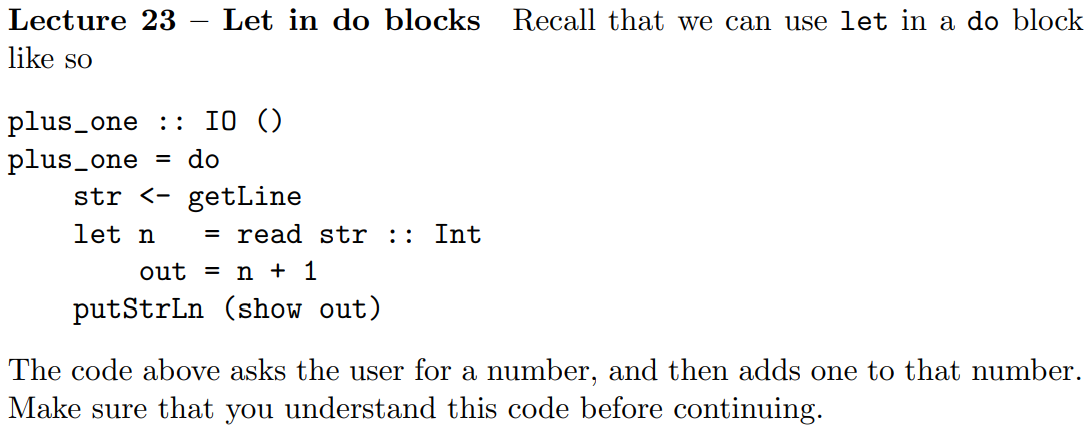 Lecture 23 – Let in do blocks Recall that we can use let in a do block
like so
plus_one :: IO ()
plus_one = do
    str <- getLine
    let n   = read str :: Int
        out = n + 1
    putStrLn (show out)
The code above asks the user for a number, and then adds one to that number.
Make sure that you understand this code before continuing.